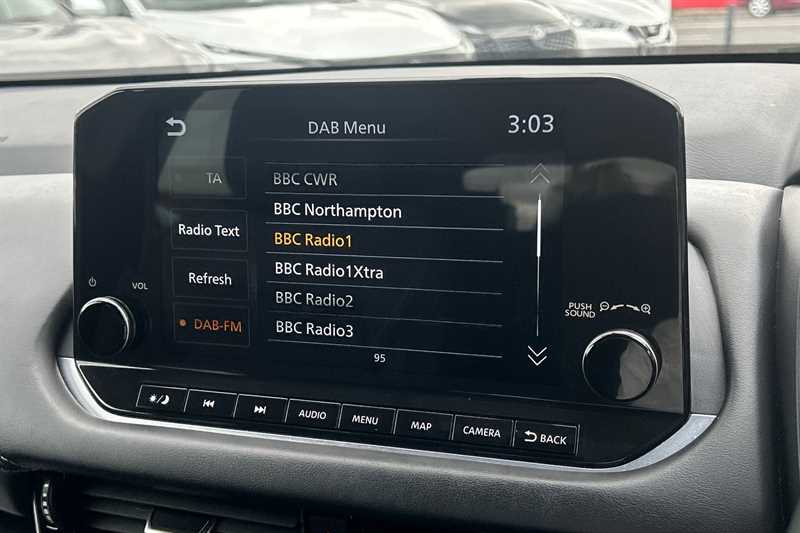 DAB Menu
3:03
TA
BBC CWR
BBC Northampton
Radio Text
BBC Radio1
BBC Radio1Xtra
Refresh
BBC Radio2
DAB-FM
BBC Radio3
95
VOL
PUSH
SOUND
AUDIO
MENU
MAP
CAMERA
BACK